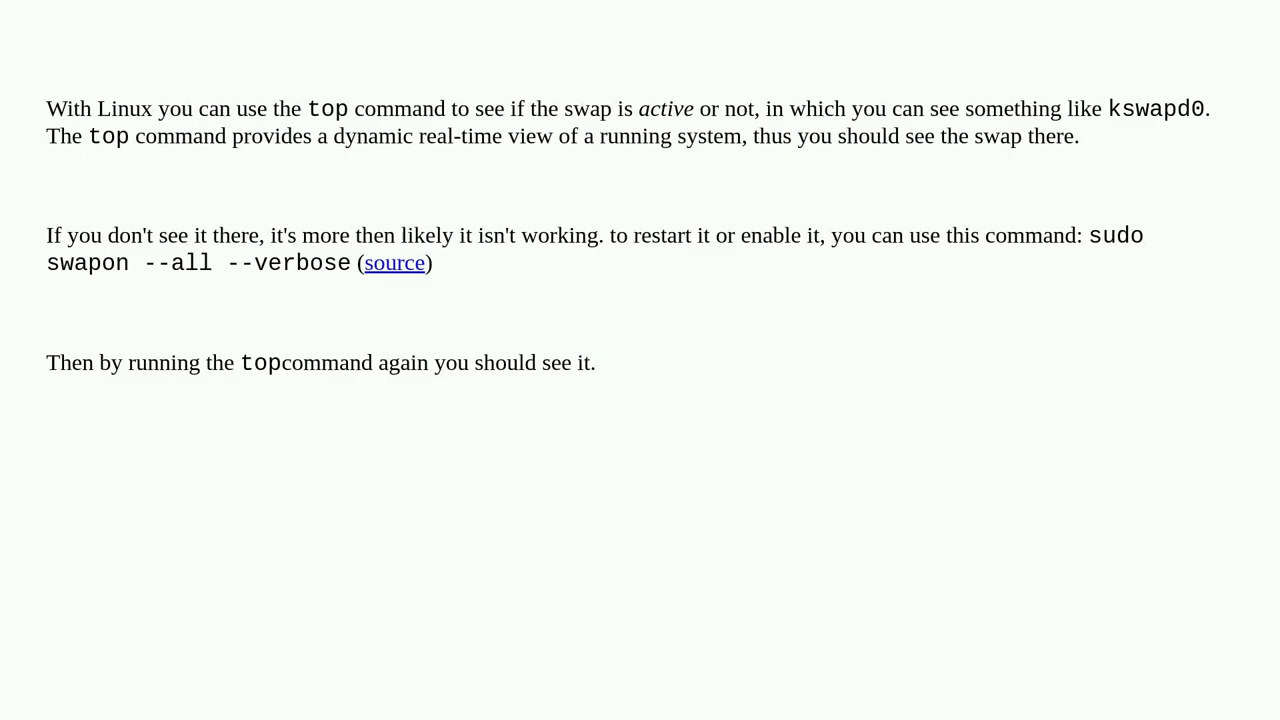 With Linux you can use the top command to see if the swap is active or not, in which you can see something like kswapd0.
The top command provides a dynamic real-time view of a running system, thus you should see the swap there.
If you don't see it there, it's more then likely it isn't working. to restart it or enable it, you can use this command: sudo
swapon --all --verbose (source)
Then by running the topcommand again you should see it.